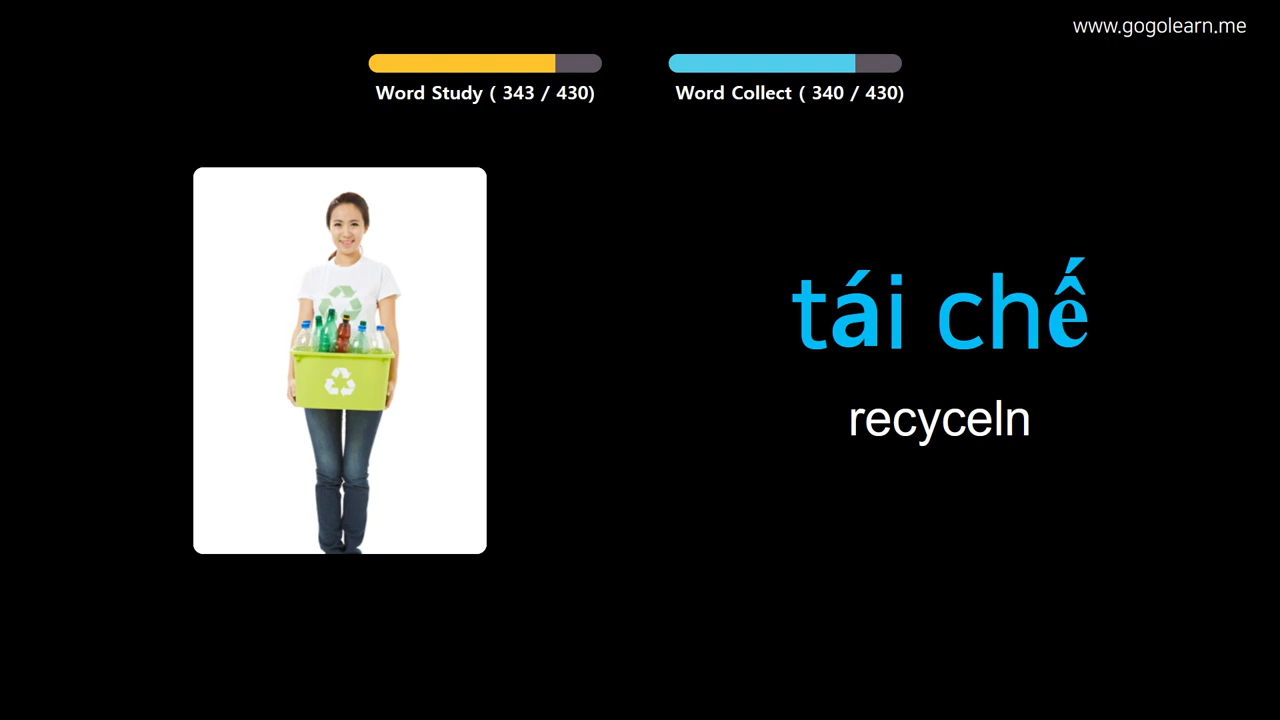 www.gogolearn.me
Word Study ( 343 / 430)
Word Collect ( 340 / 430)
tái chế
recyceln